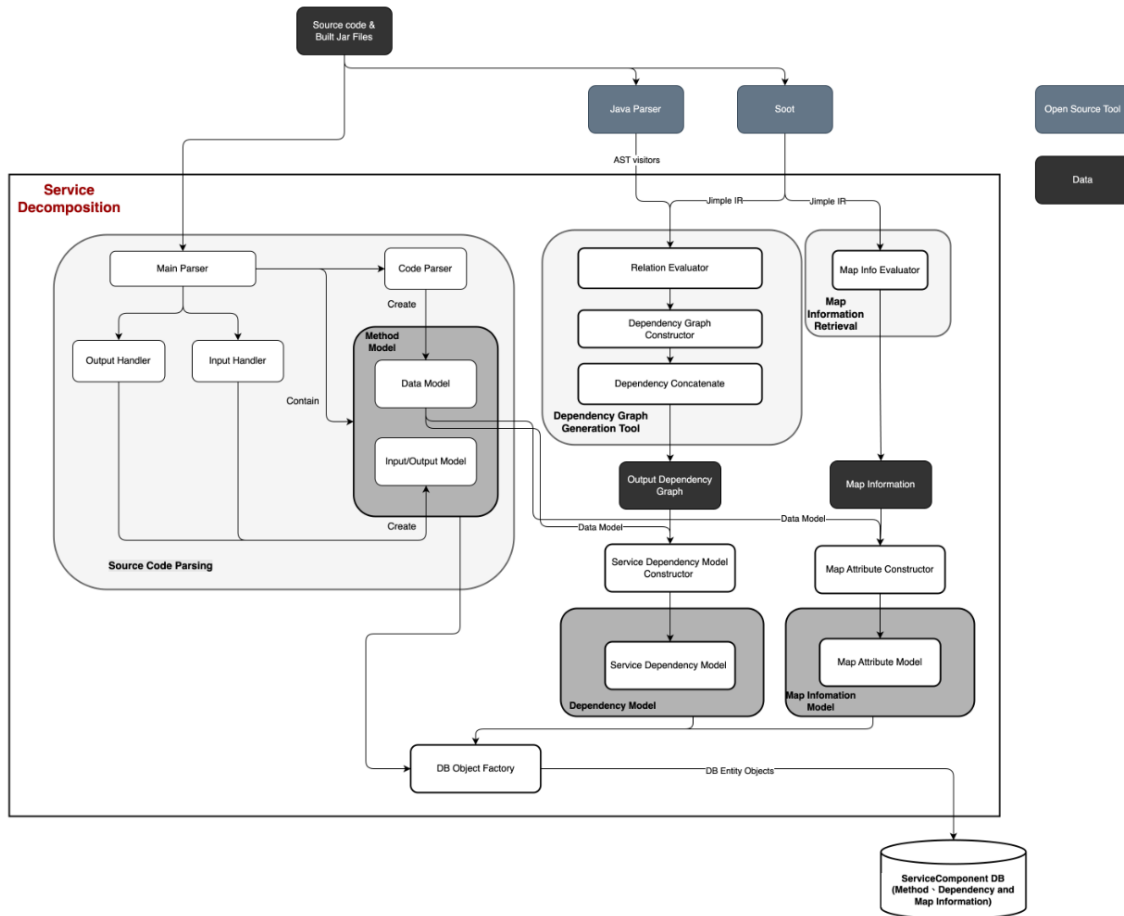 Source code &
Built Jar Files
Java Parser
Soot
Open Source Tool
AST visitors
Data
Service
Decomposition
Jimple IR
Jimple IR
Main Parser
Code Parser
Relation Evaluator
Map Info Evaluator
Create
Map
Information
Retrieval
Method
Model
Dependency Graph
Constructor
Output Handler
Input Handler
Data Model
Dependency Concatenate
Contain
Dependency Graph
Generation Tool
Input/Output Model
Output Dependency
Graph
Map Information
Create
Data Model
Data Model
Source Code Parsing
Service Dependency Model
Constructor
Map Attribute Constructor
Service Dependency Model
Map Attribute Model
Dependency Model
Map Infomation
Model
DB Object Factory
DB Entity Objects
ServiceComponent DB
(Method、Dependency and
Map Information)